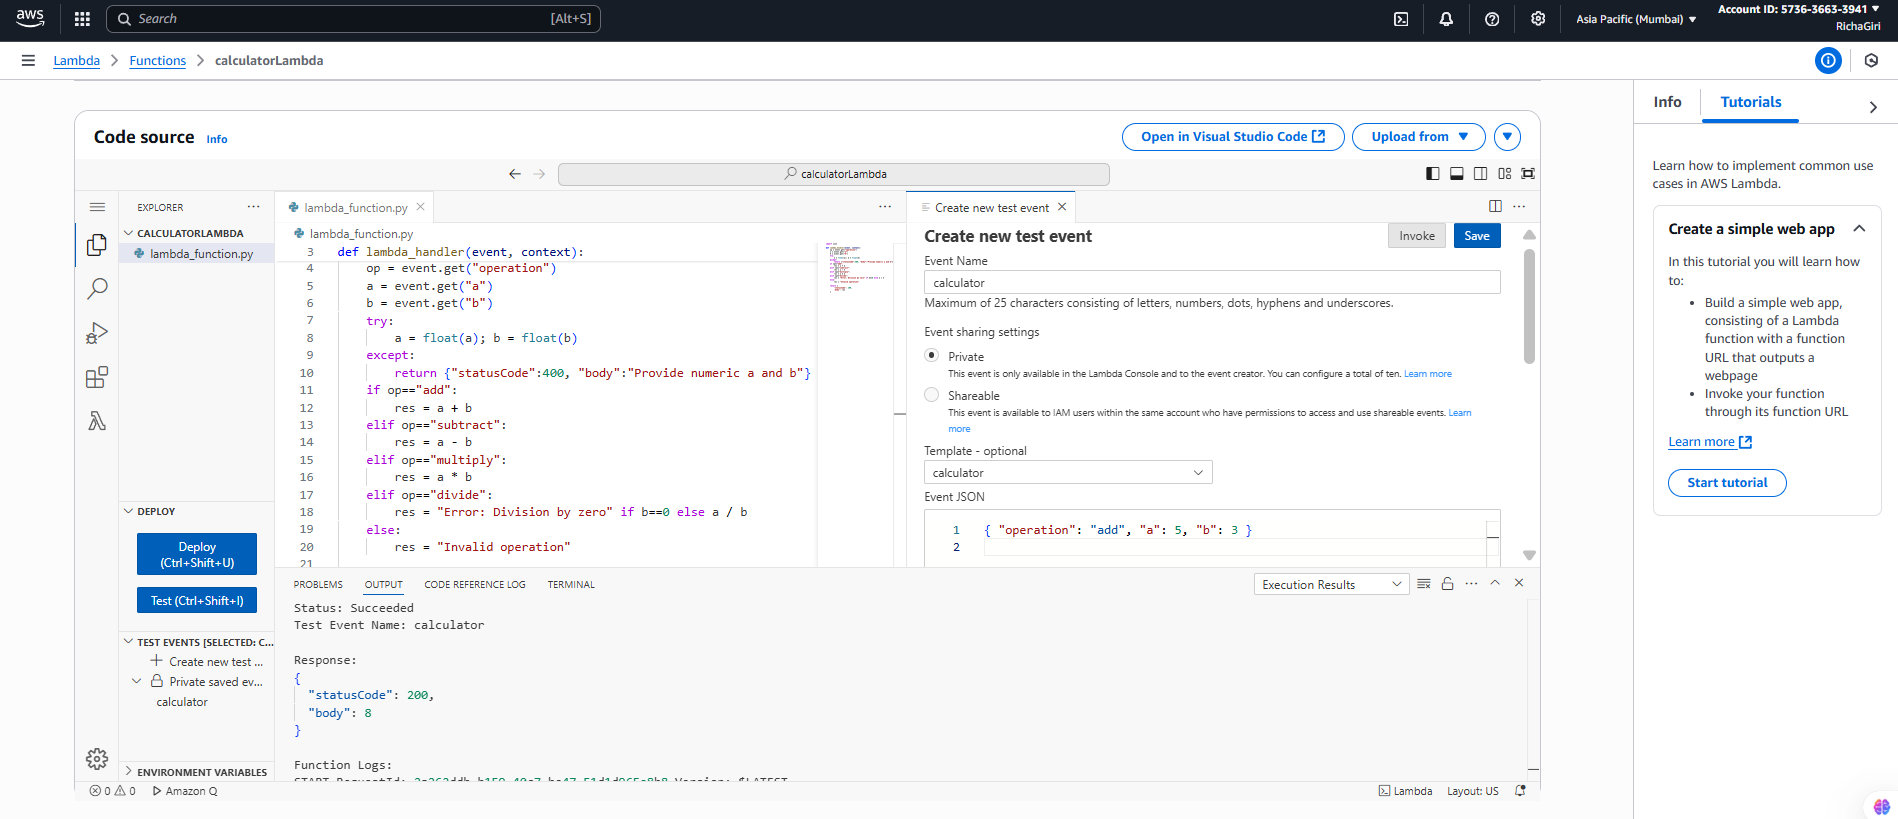 aws
Search
[Alt+S]
Asia Pacific (Mumbai)
Account ID: 5736-3663-3941
RichaGiri
Lambda
Functions
calculatorLambda
Code source
Info
Open in Visual Studio Code
Upload from
calculatorLambda
EXPLORER
CALCULATORLAMBDA
lambda_function.py
DEPLOY
Deploy
(Ctrl+Shift+U)
Test (Ctrl+Shift+I)
TEST EVENTS [SELECTED: C...
Create new test ...
Private saved ev...
calculator
ENVIRONMENT VARIABLES
lambda_function.py
lambda_function.py
3 def lambda_handler(event, context):
4 op = event.get("operation")
5 a = event.get("a")
6 b = event.get("b")
7 try:
8 a = float(a); b = float(b)
9 except:
10 return {"statusCode":400, "body":"Provide numeric a and b"}
11 if op=="add":
12 res = a + b
13 elif op=="subtract":
14 res = a - b
15 elif op=="multiply":
16 res = a * b
17 elif op=="divide":
18 res = "Error: Division by zero" if b==0 else a / b
19 else:
20 res = "Invalid operation"
21
Create new test event
Create new test event
Invoke
Save
Event Name
calculator
Maximum of 25 characters consisting of letters, numbers, dots, hyphens and underscores.
Event sharing settings
Private
This event is only available in the Lambda Console and to the event creator. You can configure a total of ten. Learn more
Shareable
This event is available to IAM users within the same account who have permissions to access and use shareable events. Learn
more
Template - optional
calculator
Event JSON
1 { "operation": "add", "a": 5, "b": 3 }
2
PROBLEMS
OUTPUT
CODE REFERENCE LOG
TERMINAL
Execution Results
Status: Succeeded
Test Event Name: calculator
Response:
{
"statusCode": 200,
"body": 8
}
Function Logs:
START RequestId: Version: $LATEST
0 0
Amazon Q
Lambda
Layout: US
Info
Tutorials
Learn how to implement common use
cases in AWS Lambda.
Create a simple web app
In this tutorial you will learn how
to:
• Build a simple web app,
consisting of a Lambda
function with a function
URL that outputs a
webpage
• Invoke your function
through its function URL
Learn more
Start tutorial